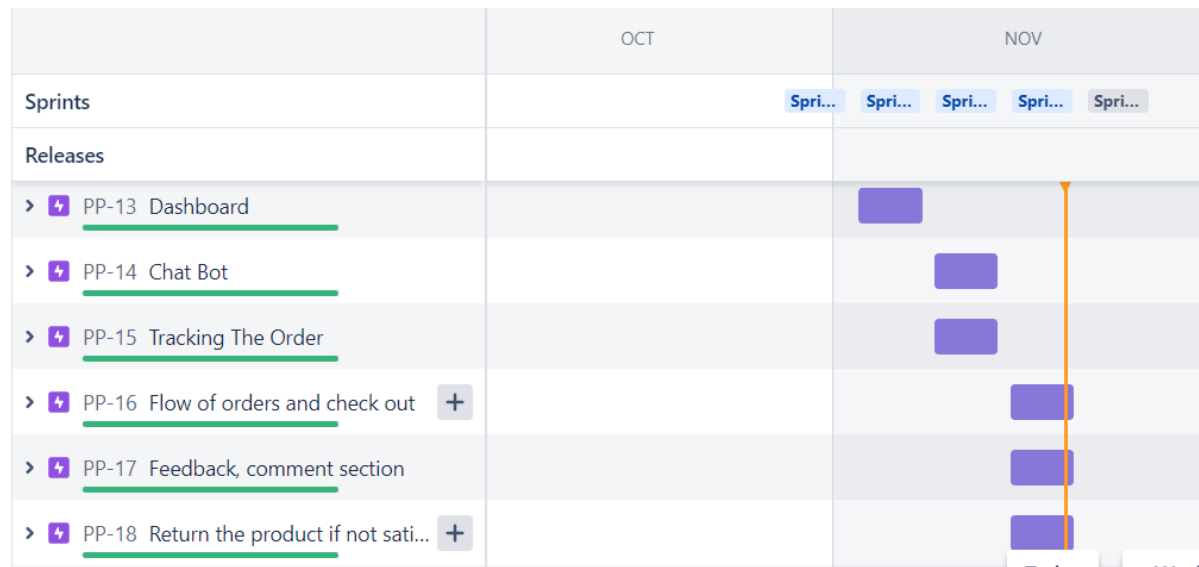 OCT NOV
Sprints Spri... Spri... Spri... Spri... Spri...
Releases
PP-13 Dashboard
PP-14 Chat Bot
PP-15 Tracking The Order
PP-16 Flow of orders and check out +
PP-17 Feedback, comment section
PP-18 Return the product if not sati... +